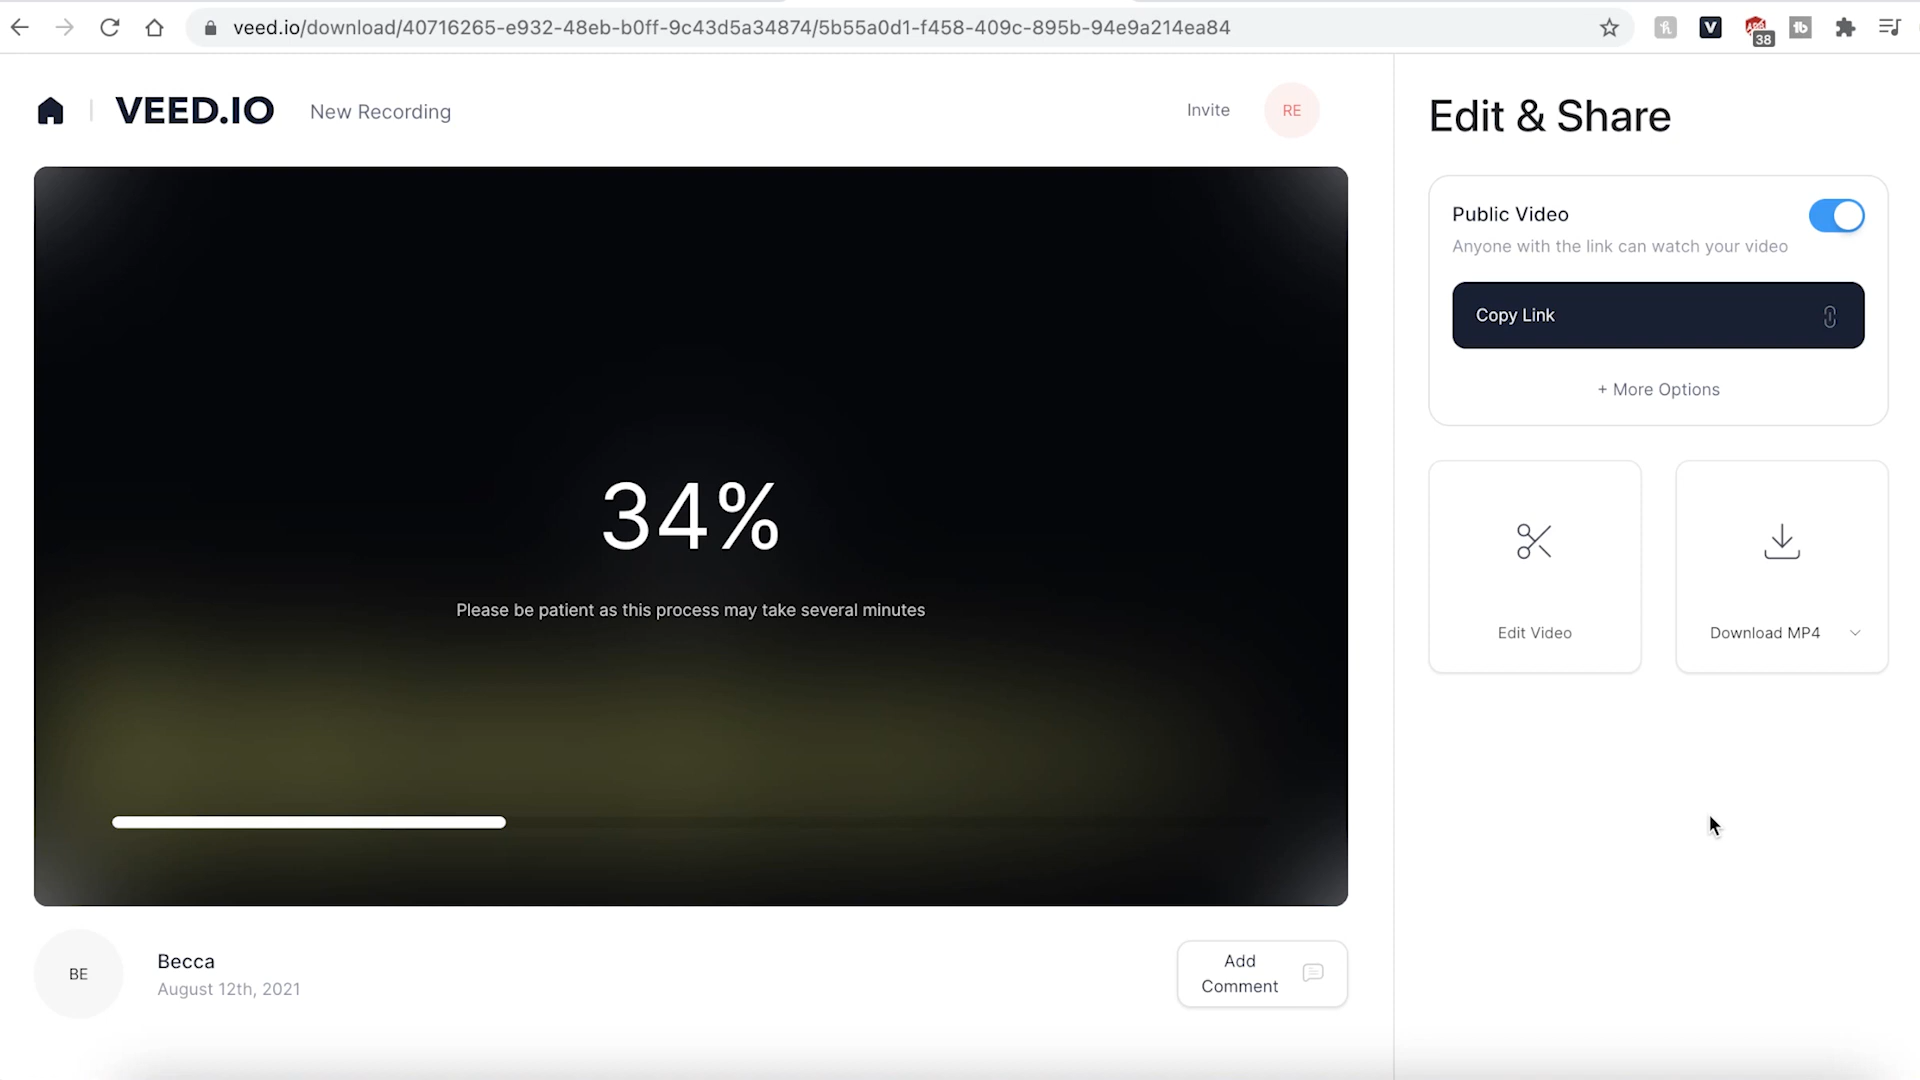 veed.io/download/40716265-e932-48eb-b0ff-9c43d5a34874/5b55a0d1-f458-409c-895b-94e9a214ea84
38
VEED.IO
New Recording
Invite
RE
Edit & Share
Public Video
Anyone with the link can watch your video
Copy Link
+ More Options
34%
Please be patient as this process may take several minutes
Edit Video
Download MP4
BE
Becca
August 12th, 2021
Add
Comment